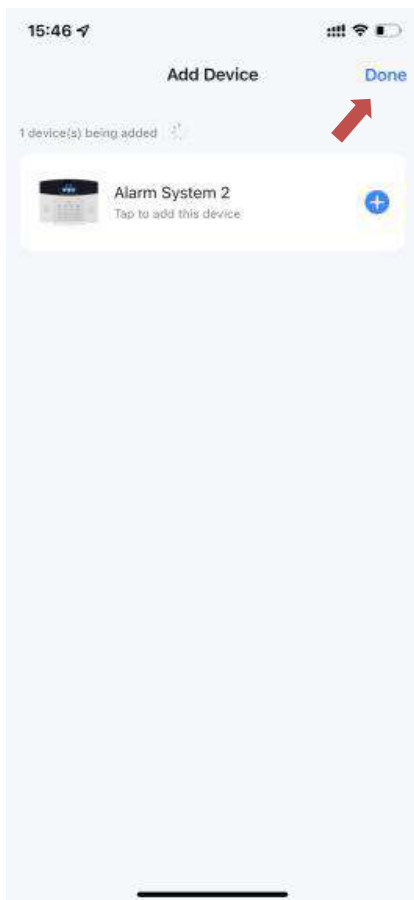 15:46
Add Device
Done
1 device(s) being added
Alarm System 2
Tap to add this device